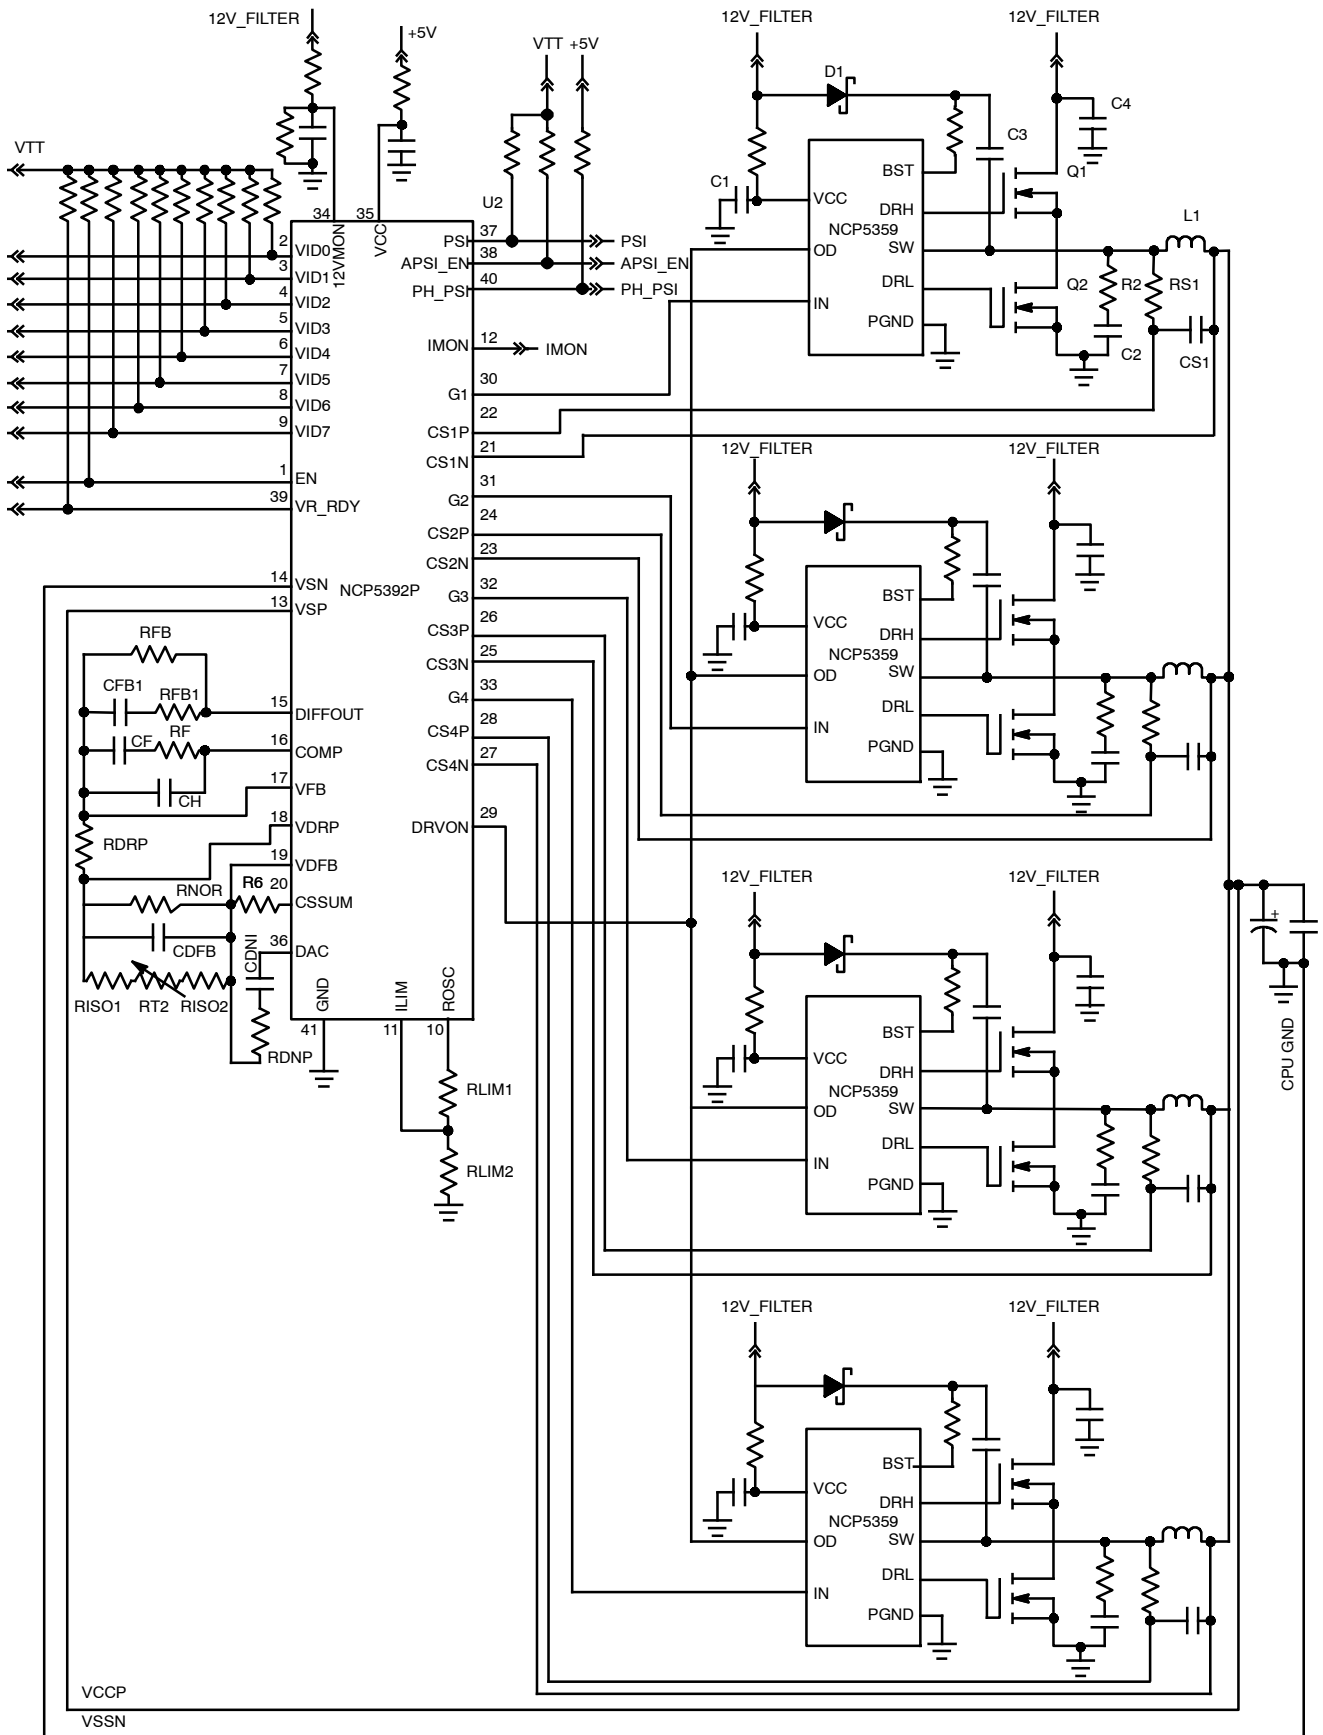 12V_FILTER
+5V
VTT +5V
12V_FILTER
12V_FILTER
D1
C4
C3
VTT
BST
Q1
C1
U2
34
35
VCC
DRH
NCP5359
L1
12VMON
VCC
37
PSI
PSI
2
VID0
38
APSI_EN
APSI_EN
OD
SW
3
VID1
40
PH_PSI
PH_PSI
DRL
Q2
R2
RS1
4
VID2
IN
5
VID3
PGND
12
IMON
IMON
C2
CS1
6
VID4
7
VID5
30
G1
8
VID6
22
CS1P
9
VID7
21
CS1N
12V_FILTER
12V_FILTER
1
EN
31
G2
39
VR_RDY
24
CS2P
23
CS2N
14
VSN
NCP5392P
32
G3
BST
13
VSP
26
CS3P
VCC
DRH
RFB
25
CS3N
NCP5359
OD
SW
CFB1
RFB1
33
G4
DRL
15
DIFFOUT
28
CS4P
IN
CF
RF
16
COMP
27
CS4N
PGND
17
VFB
CH
18
VDRP
29
DRVON
RDRP
19
VDFB
RNOR
R6
20
CSSUM
12V_FILTER
12V_FILTER
+
CDFB
CDNI
36
DAC
RISO1
RT2
RISO2
GND
ILIM
ROSC
41
11
10
BST
RDNP
VCC
DRH
CPU GND
RLIM1
NCP5359
OD
SW
DRL
RLIM2
IN
PGND
12V_FILTER
12V_FILTER
BST
VCC
DRH
NCP5359
OD
SW
DRL
IN
PGND
VCCP
VSSN